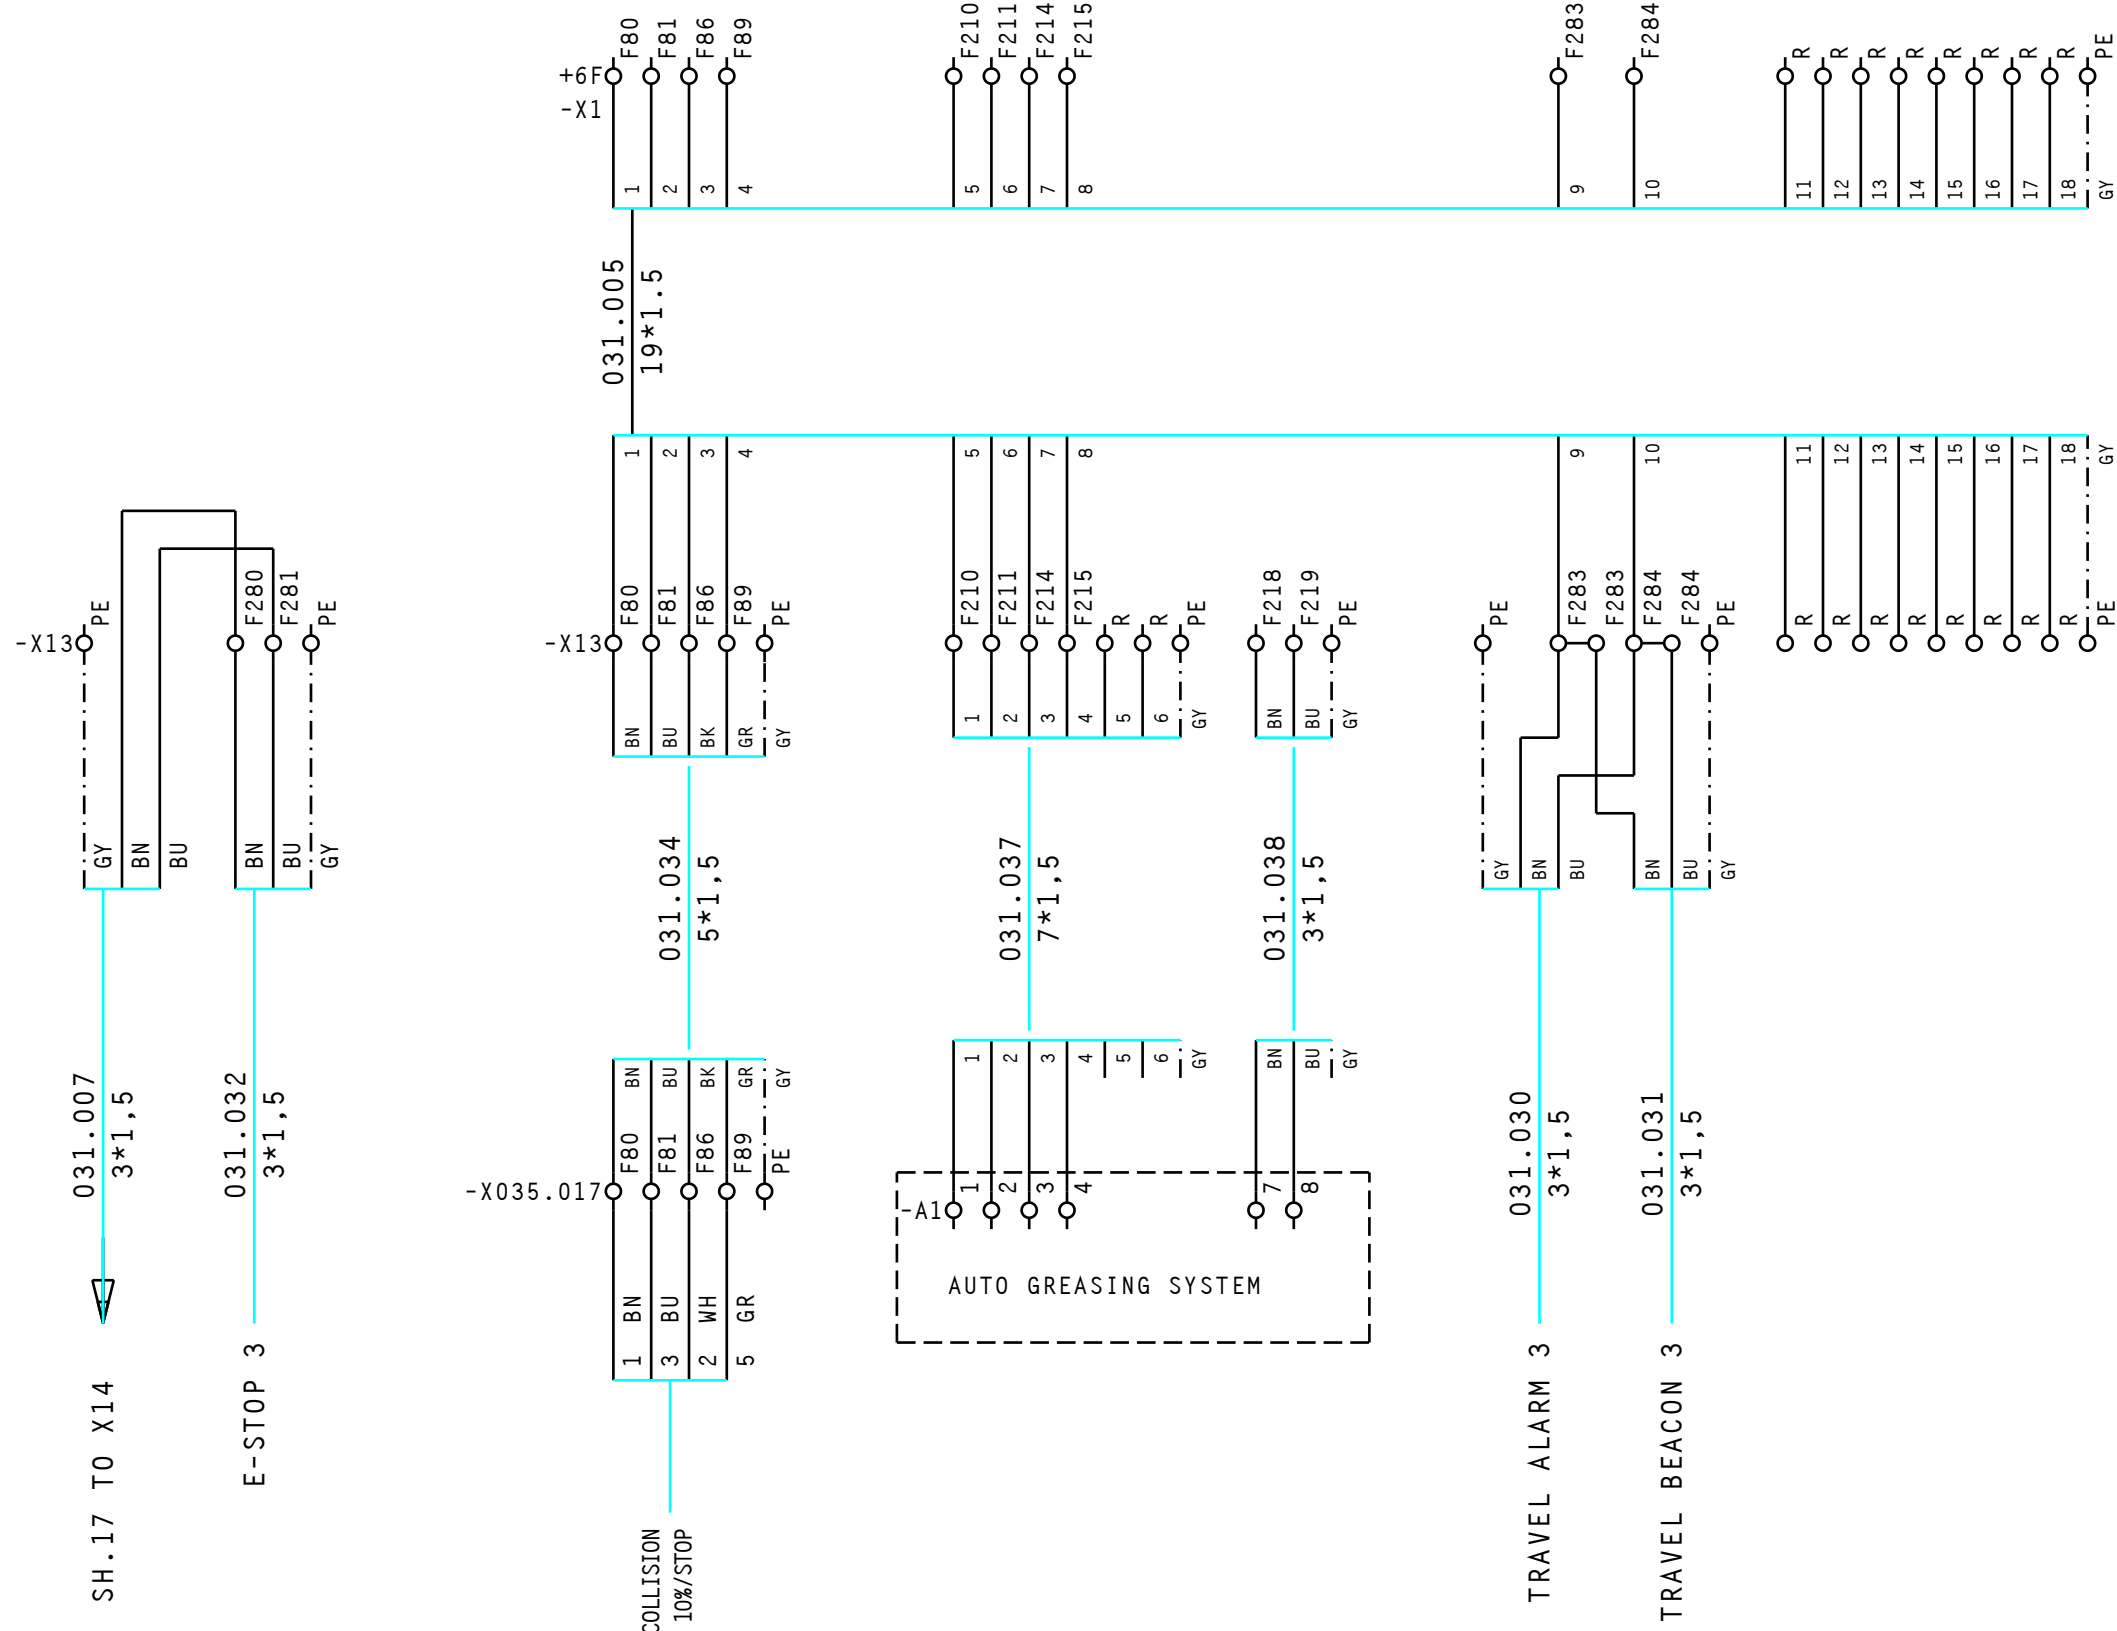 F80 F81 F86 F89 F210 F211 F214 F215 F283 F284 R R R R R R R R PE
+6F
-X1
1 2 3 4 5 6 7 8 9 10 11 12 13 14 15 16 17 18 GY
031.005
19*1.5
1 2 3 4 5 6 7 8 9 10 11 12 13 14 15 16 17 18 GY
-X13 PE F280 F281 PE
-X13 F80 F81 F86 F89 PE
F210 F211 F214 F215 R R PE
F218 F219 PE
PE F283 F283 F284 F284 PE
R R R R R R R R PE
BN BU BK GR GY
1 2 3 4 5 6 GY
BN BU GY
GY BN BU BN BU GY
GY BN BU BN BU GY
031.034
5*1,5
031.037
7*1,5
031.038
3*1,5
031.007
3*1,5
031.032
3*1,5
BN BU BK GR GY
1 2 3 4 5 6 GY
BN BU GY
031.030
3*1,5
031.031
3*1,5
-X035.017 F80 F81 F86 F89 PE
-A1 1 2 3 4 7 8
AUTO GREASING SYSTEM
BN BU WH GR
1 3 2 5
SH.17 TO X14
E-STOP 3
COLLISION
10%/STOP
TRAVEL ALARM 3
TRAVEL BEACON 3